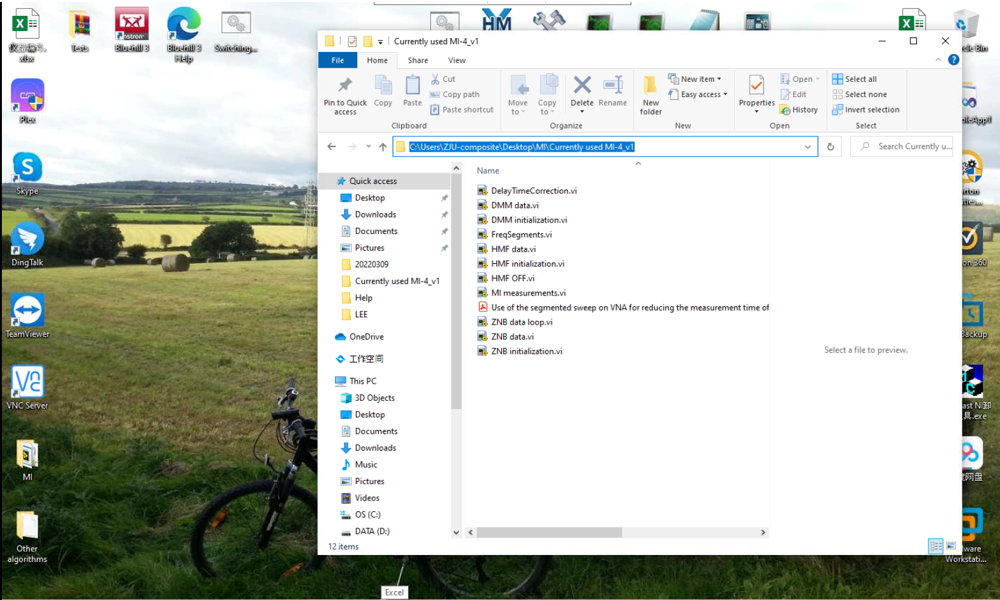 Currently used MI-4_v1
File
Home
Share
View
Pin to Quick access
Copy
Paste
Cut
Copy path
Paste shortcut
Move to
Copy to
Delete
Rename
New folder
New item
Easy access
Properties
Open
Edit
History
Select all
Select none
Invert selection
Clipboard
Organize
New
Open
Select
C:\Users\ZJU-composite\Desktop\MI\Currently used MI-4_v1
Search Currently u...
Quick access
Desktop
Downloads
Documents
Pictures
20220309
Currently used MI-4_v1
Help
LEE
OneDrive
工作空间
This PC
3D Objects
Desktop
Documents
Downloads
Music
Pictures
Videos
OS (C:)
DATA (D:)
Name
DelayTimeCorrection.vi
DMM data.vi
DMM initialization.vi
FreqSegments.vi
HMF data.vi
HMF initialization.vi
HMF OFF.vi
MI measurements.vi
Use of the segmented sweep on VNA for reducing the measurement time of
ZNB data loop.vi
ZNB data.vi
ZNB initialization.vi
Select a file to preview.
12 items
仪器编号.
xlsx
Tests
Instron
Bluehill 3
Bluehill 3
Help
Switching...
HM
Plex
Skype
DingTalk
TeamViewer
VNC Server
MI
Other
algorithms
Excel
cle Bin
pleApp1
rton
ities...
on 360
Backup
ast NI卸
具.exe
度网盘
ware
Workstati...